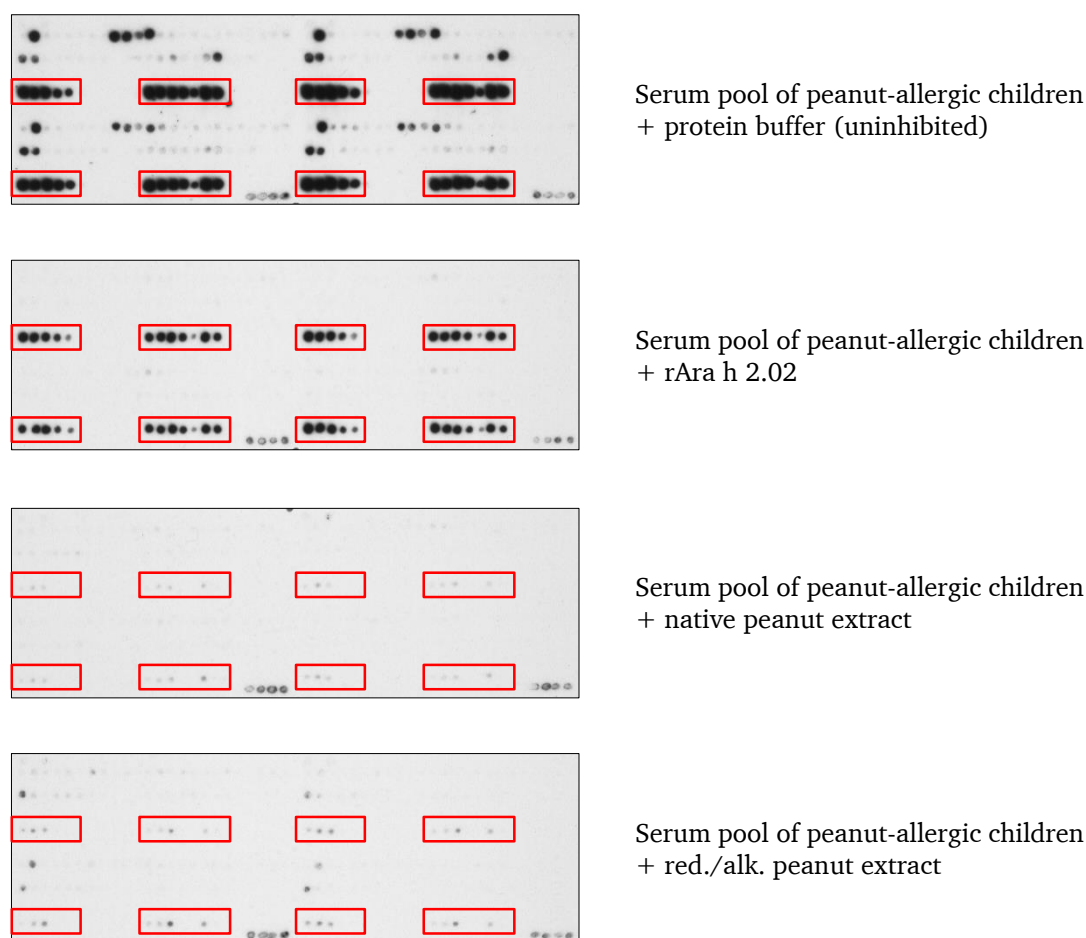 Serum pool of peanut-allergic children
+ protein buffer (uninhibited)
Serum pool of peanut-allergic children
+ rAra h 2.02
Serum pool of peanut-allergic children
+ native peanut extract
Serum pool of peanut-allergic children
+ red./alk. peanut extract